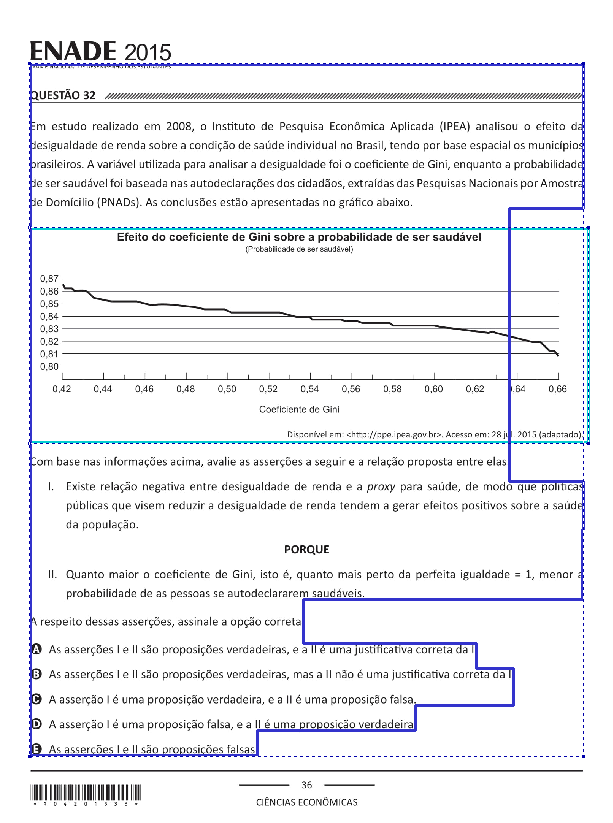 ENADE 2015
QUESTÃO 32
Em estudo realizado em 2008, o Instituto de Pesquisa Econômica Aplicada (IPEA) analisou o efeito da
desigualdade de renda sobre a condição de saúde individual no Brasil, tendo por base espacial os municípios
brasileiros. A variável utilizada para analisar a desigualdade foi o coeficiente de Gini, enquanto a probabilidade
de ser saudável foi baseada nas autodeclarações dos cidadãos, extraídas das Pesquisas Nacionais por Amostra
de Domicílio (PNADs). As conclusões estão apresentadas no gráfico abaixo.
Efeito do coeficiente de Gini sobre a probabilidade de ser saudável
(Probabilidade de ser saudável)
0,87
0,86
0,85
0,84
0,83
0,82
0,81
0,80
0,42 0,44 0,46 0,48 0,50 0,52 0,54 0,56 0,58 0,60 0,62 0,64 0,66
Coeficiente de Gini
Disponível em: <http://ppe.ipea.gov.br>. Acesso em: 28 jul. 2015 (adaptado).
Com base nas informações acima, avalie as asserções a seguir e a relação proposta entre elas.
I. Existe relação negativa entre desigualdade de renda e a proxy para saúde, de modo que políticas
públicas que visem reduzir a desigualdade de renda tendem a gerar efeitos positivos sobre a saúde
da população.
PORQUE
II. Quanto maior o coeficiente de Gini, isto é, quanto mais perto da perfeita igualdade = 1, menor a
probabilidade de as pessoas se autodeclararem saudáveis.
A respeito dessas asserções, assinale a opção correta.
A As asserções I e II são proposições verdadeiras, e a II é uma justificativa correta da I.
B As asserções I e II são proposições verdadeiras, mas a II não é uma justificativa correta da I.
C A asserção I é uma proposição verdadeira, e a II é uma proposição falsa.
D A asserção I é uma proposição falsa, e a II é uma proposição verdadeira.
E As asserções I e II são proposições falsas.
36
CIÊNCIAS ECONÔMICAS